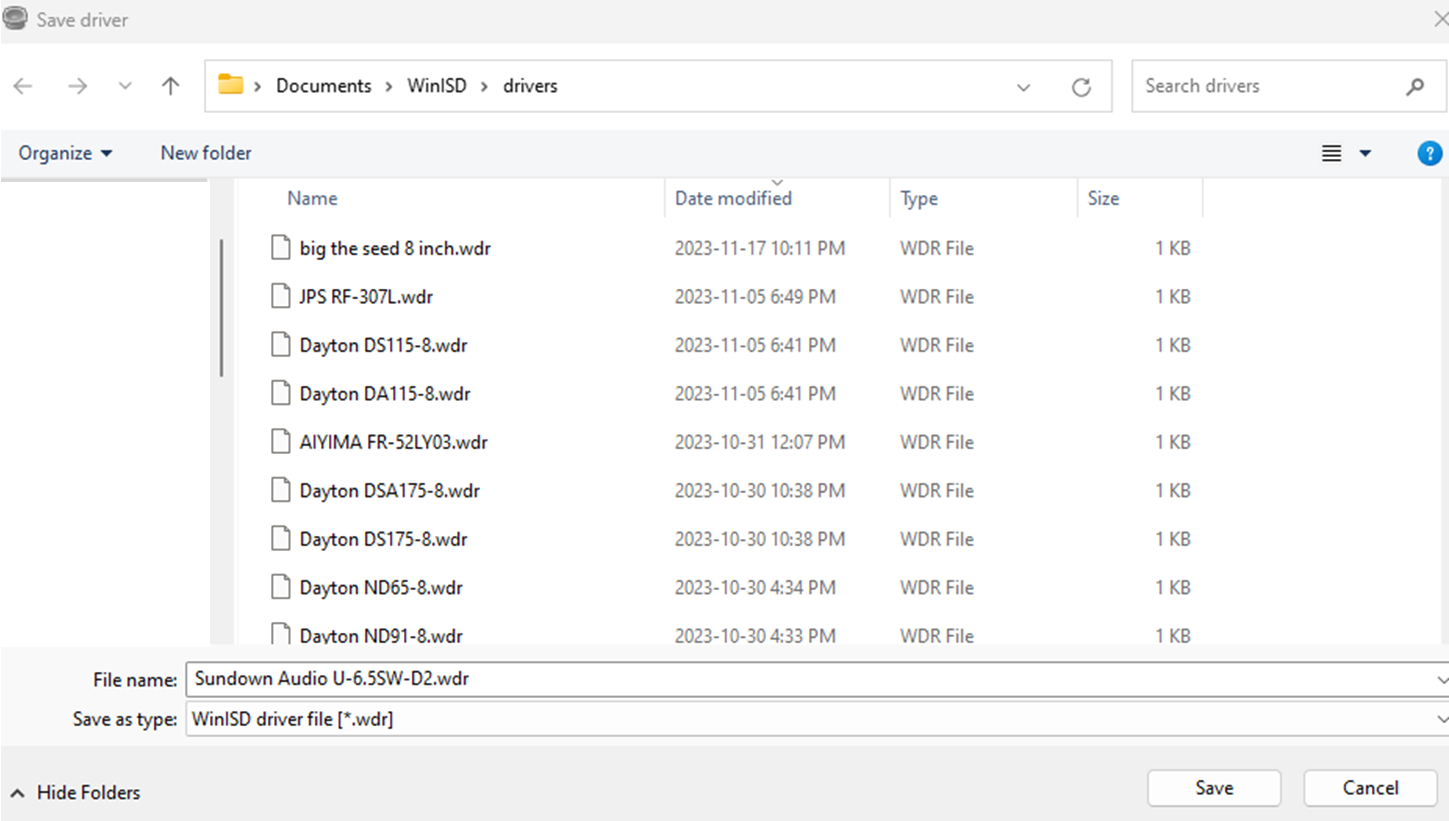 Save driver
Documents > WinISD > drivers
Search drivers
Organize
New folder
?
Name Date modified Type Size
big the seed 8 inch.wdr 2023-11-17 10:11 PM WDR File 1 KB
JPS RF-307L.wdr 2023-11-05 6:49 PM WDR File 1 KB
Dayton DS115-8.wdr 2023-11-05 6:41 PM WDR File 1 KB
Dayton DA115-8.wdr 2023-11-05 6:41 PM WDR File 1 KB
AIYIMA FR-52LY03.wdr 2023-10-31 12:07 PM WDR File 1 KB
Dayton DSA175-8.wdr 2023-10-30 10:38 PM WDR File 1 KB
Dayton DS175-8.wdr 2023-10-30 10:38 PM WDR File 1 KB
Dayton ND65-8.wdr 2023-10-30 4:34 PM WDR File 1 KB
Dayton ND91-8.wdr 2023-10-30 4:33 PM WDR File 1 KB
File name: Sundown Audio U-6.5SW-D2.wdr
Save as type: WinISD driver file [*.wdr]
Hide Folders
Save
Cancel